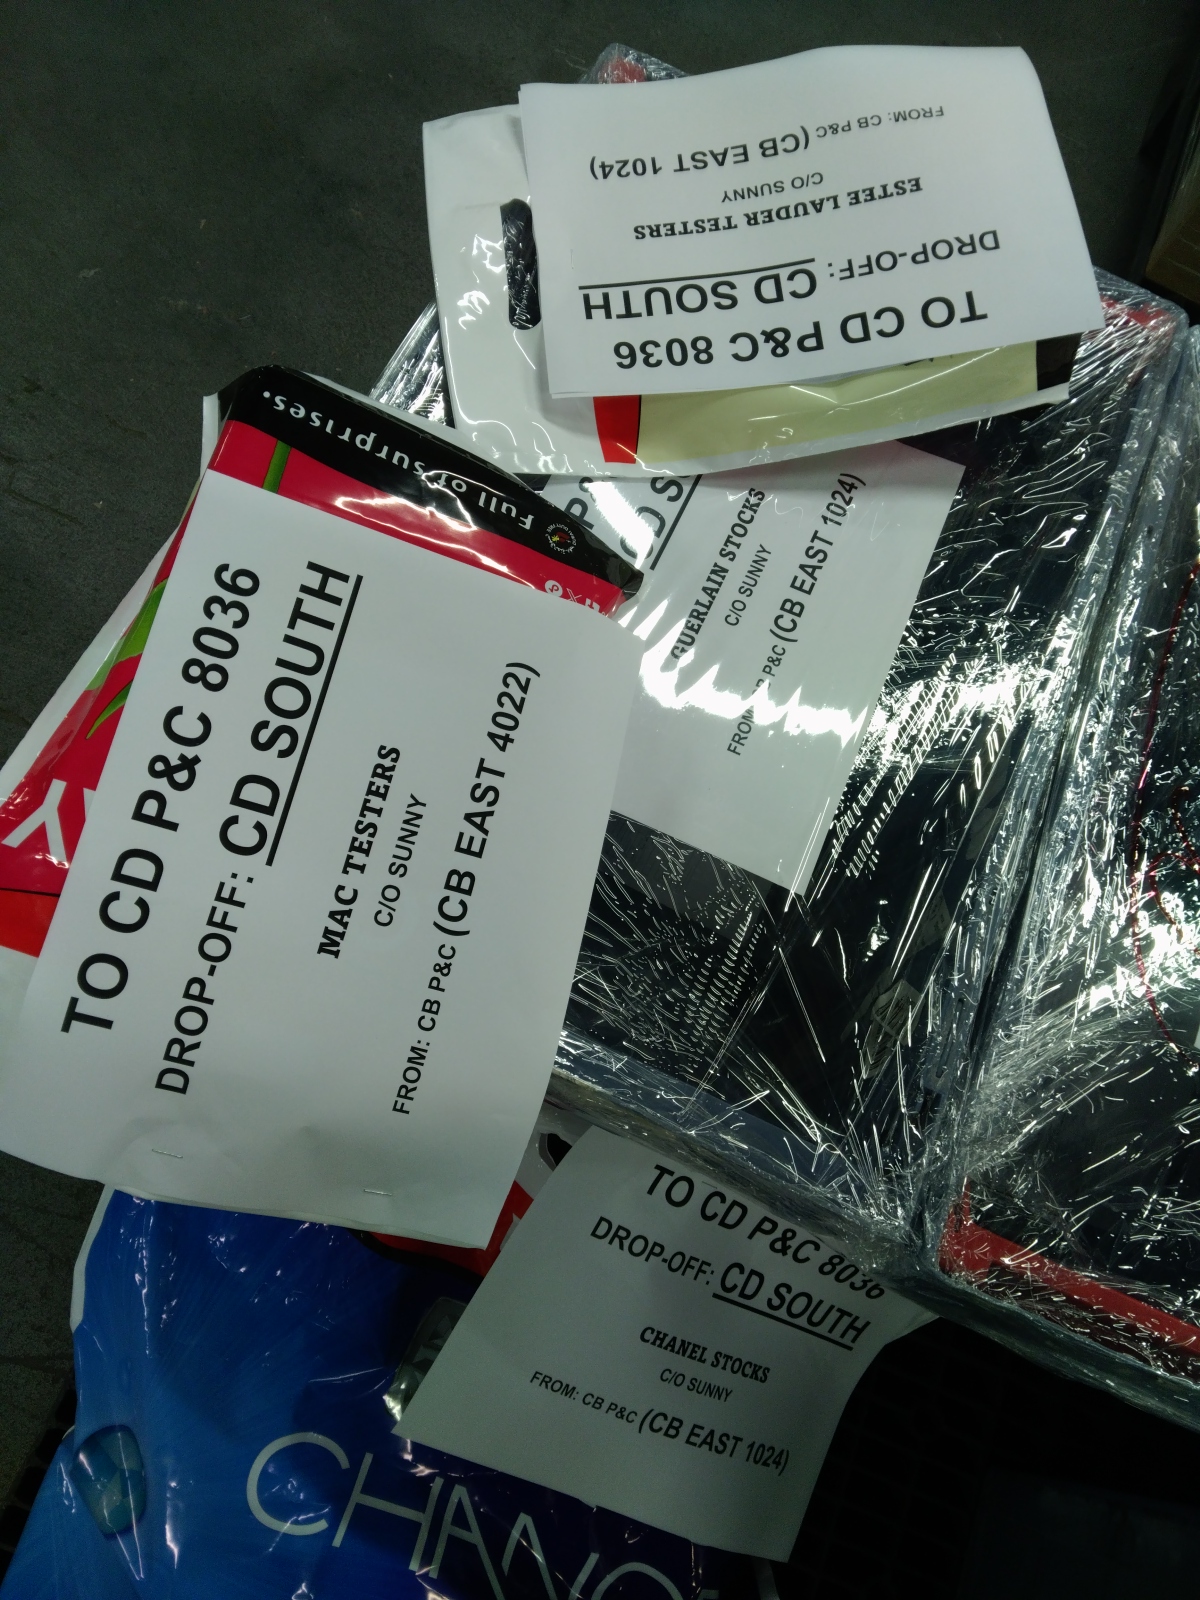 TO CD P&C 8036
DROP-OFF: CD SOUTH
ESTEE LAUDER TESTERS
C/O SUNNY
FROM: CB P&C (CB EAST 1024)
Full of surprises.
CD S
GUERLAIN STOCKS
C/O SUNNY
P&C (CB EAST 1024)
TO CD P&C 8036
DROP-OFF: CD SOUTH
MAC TESTERS
C/O SUNNY
FROM: CB P&C (CB EAST 4022)
TO CD P&C 8036
DROP-OFF: CD SOUTH
CHANEL STOCKS
C/O SUNNY
FROM: CB P&C (CB EAST 1024)
CHANG